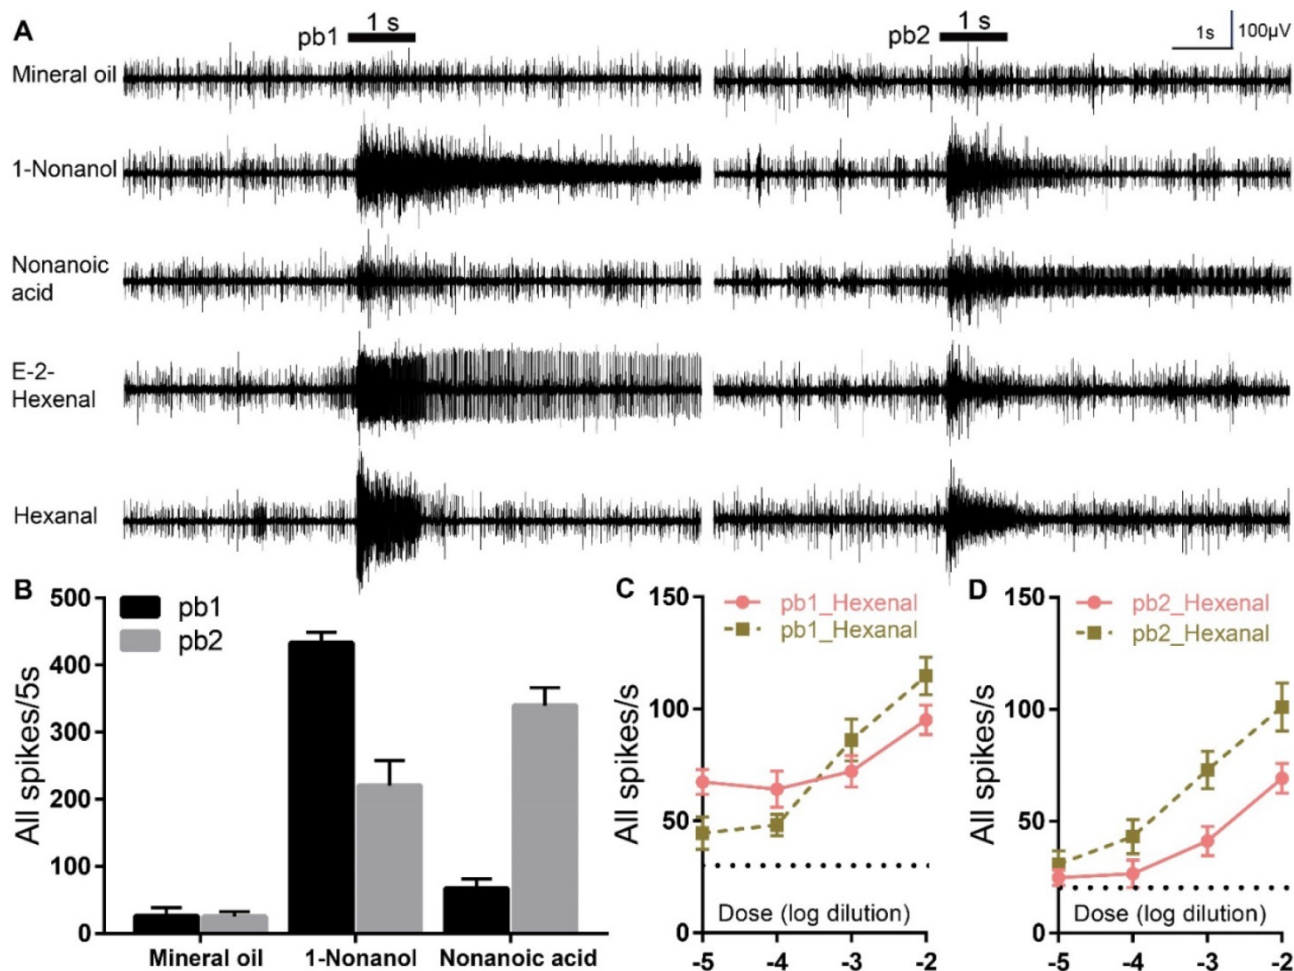 A
pb1 1 s
pb2 1 s
1s 100μV
Mineral oil
1-Nonanol
Nonanoic
acid
E-2-
Hexenal
Hexanal
B
500
400
300
200
100
0
All spikes/5s
pb1
pb2
Mineral oil 1-Nonanol Nonanoic acid
C
150
100
50
0
All spikes/s
pb1_Hexenal
pb1_Hexanal
Dose (log dilution)
-5 -4 -3 -2
D
150
100
50
0
All spikes/s
pb2_Hexenal
pb2_Hexanal
Dose (log dilution)
-5 -4 -3 -2